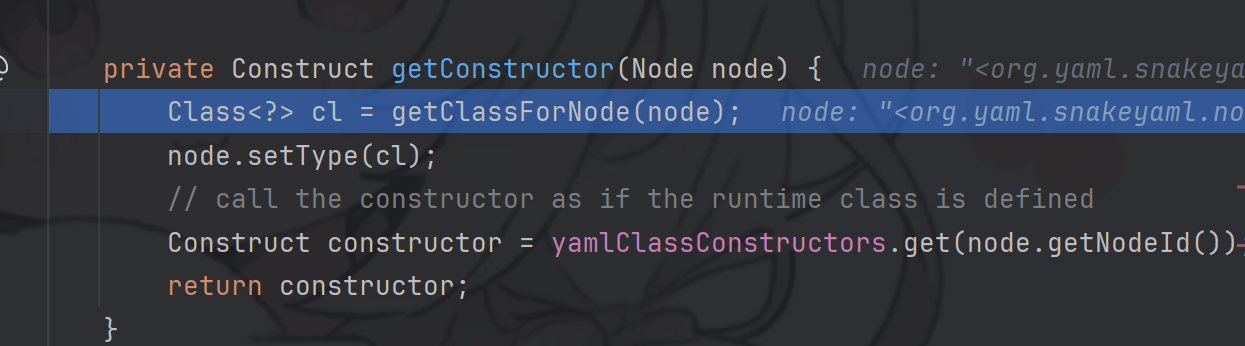 private Construct getConstructor(Node node) {   node: "<org.yaml.snakeya
Class<?> cl = getClassForNode(node);   node: "<org.yaml.snakeyaml.no
node.setType(cl);
// call the constructor as if the runtime class is defined
Construct constructor = yamlClassConstructors.get(node.getNodeId())
return constructor;
}